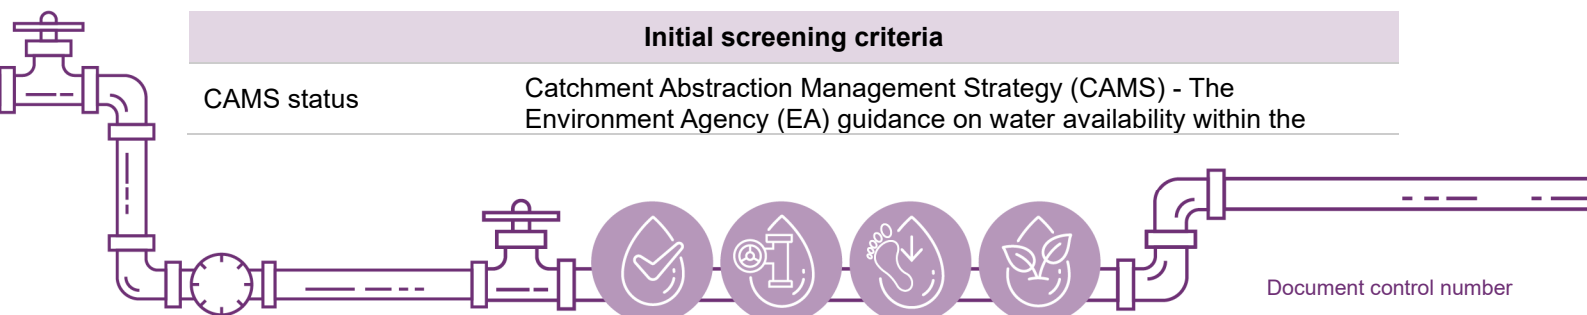 Initial screening criteria
CAMS status
Catchment Abstraction Management Strategy (CAMS) - The
Environment Agency (EA) guidance on water availability within the
Document control number